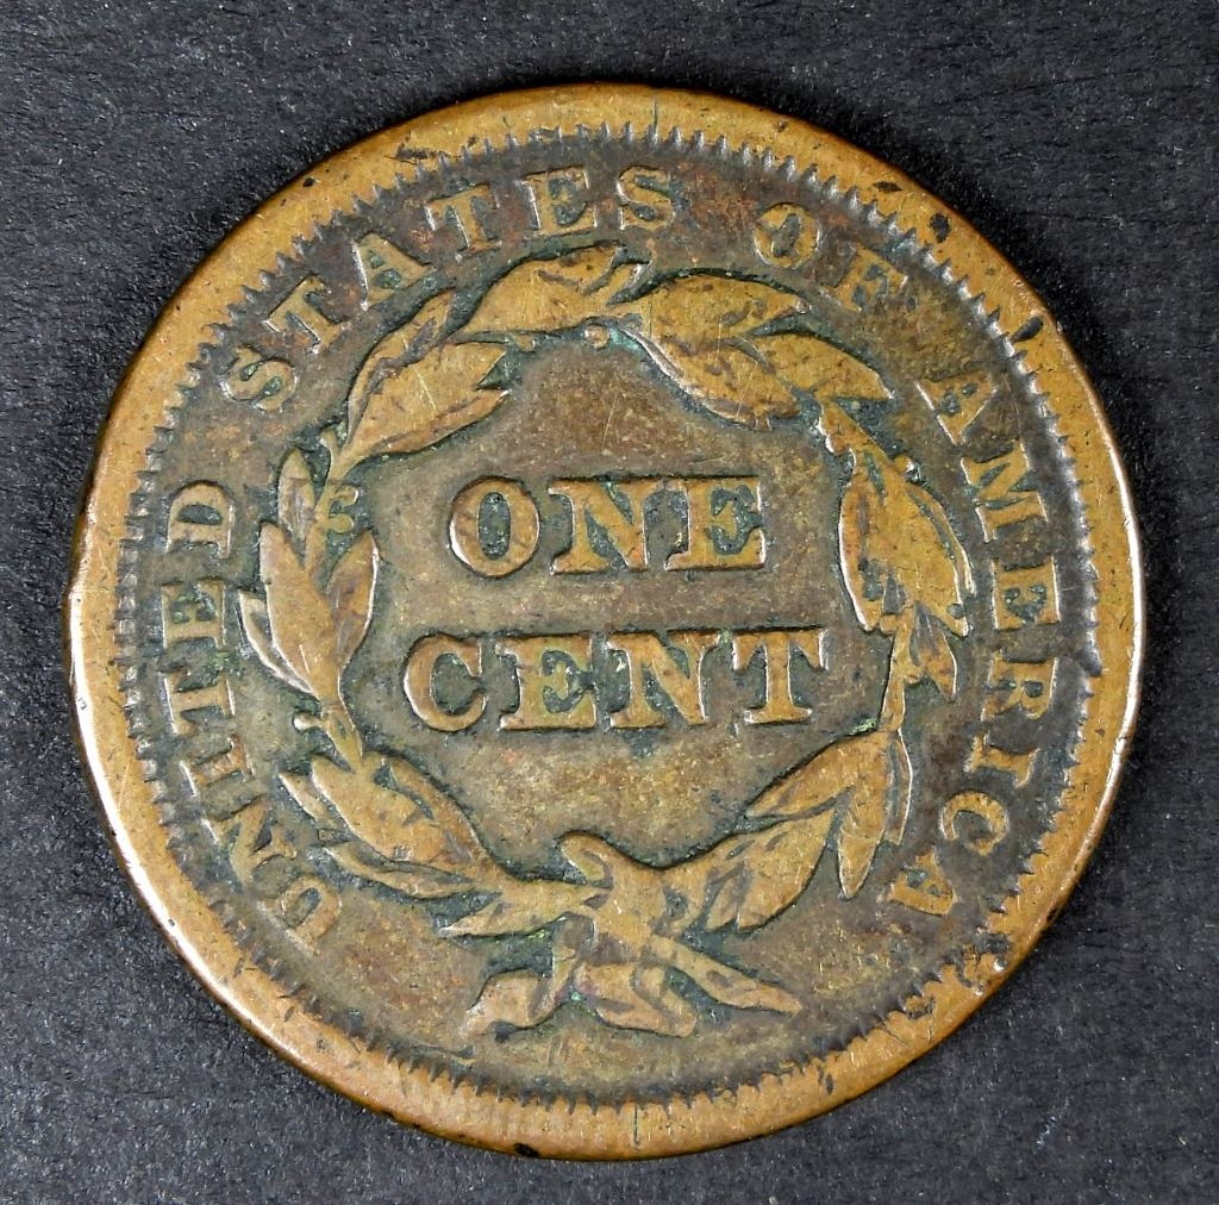 UNITED STATES OF AMERICA
ONE
CENT